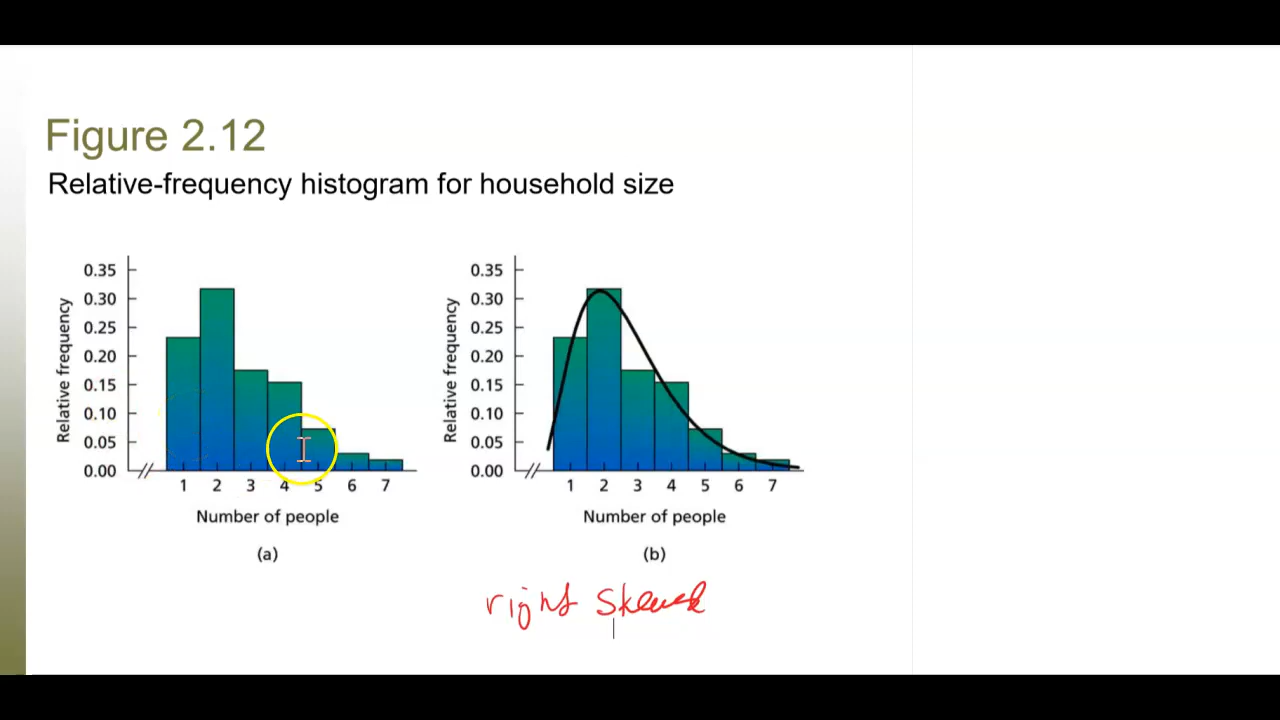 Figure 2.12
Relative-frequency histogram for household size
Relative frequency
0.35
0.30
0.25
0.20
0.15
0.10
0.05
0.00
1 2 3 4 5 6 7
Number of people
(a)
Relative frequency
0.35
0.30
0.25
0.20
0.15
0.10
0.05
0.00
1 2 3 4 5 6 7
Number of people
(b)
right skewed